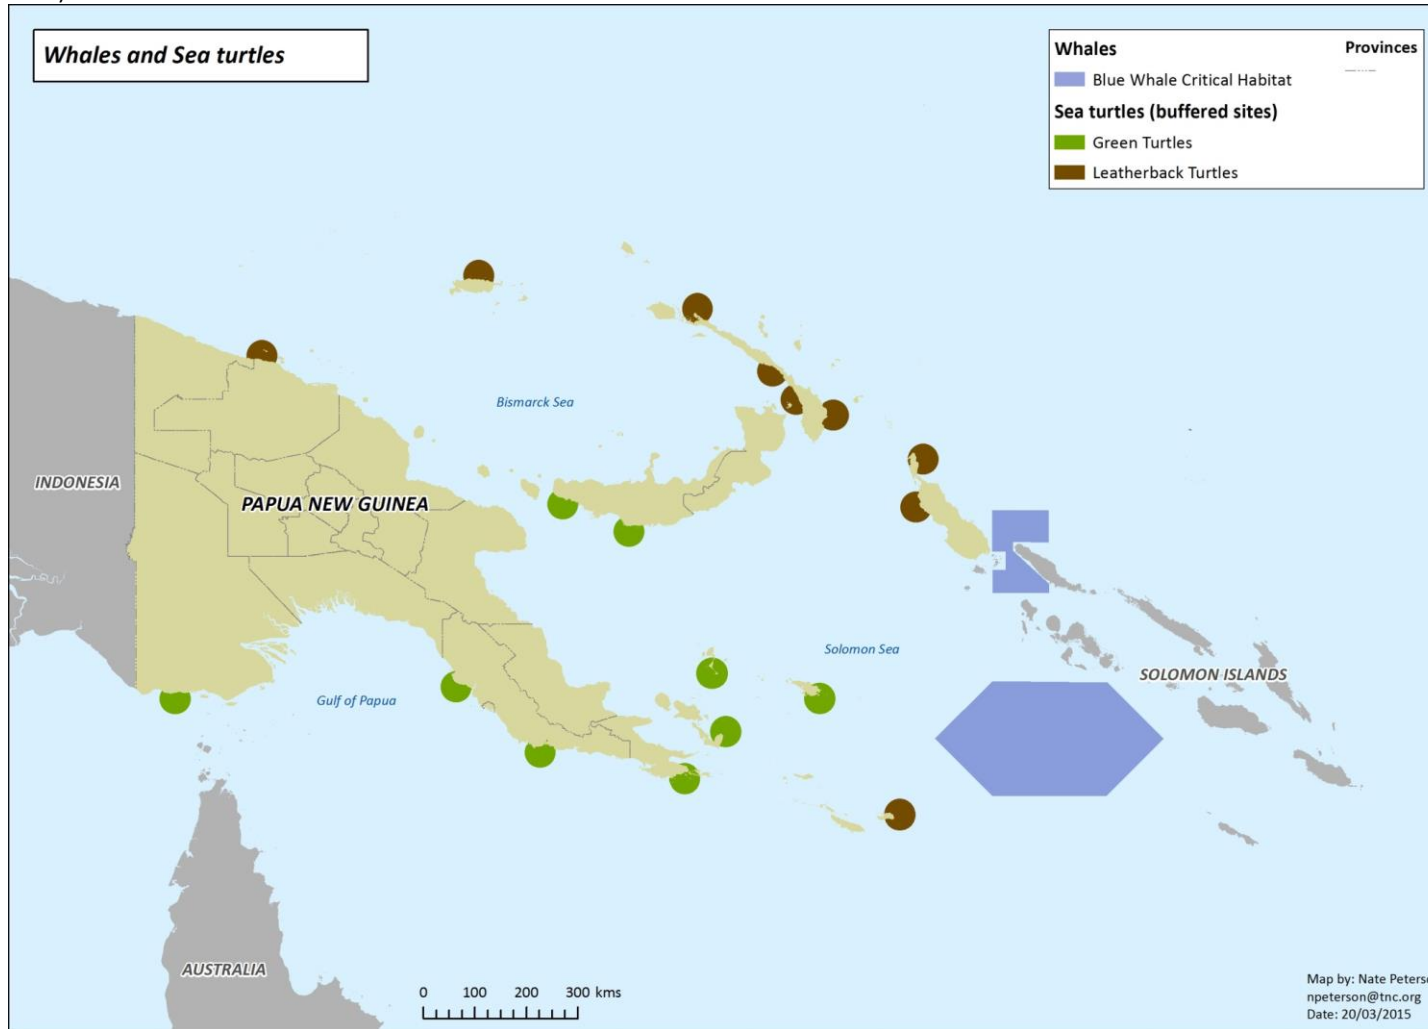 Whales and Sea turtles
Whales
Provinces
Blue Whale Critical Habitat
Sea turtles (buffered sites)
Green Turtles
Leatherback Turtles
Bismarck Sea
INDONESIA
PAPUA NEW GUINEA
Solomon Sea
SOLOMON ISLANDS
Gulf of Papua
AUSTRALIA
0 100 200 300 kms
Map by: Nate Peterso
npeterson@tnc.org
Date: 20/03/2015